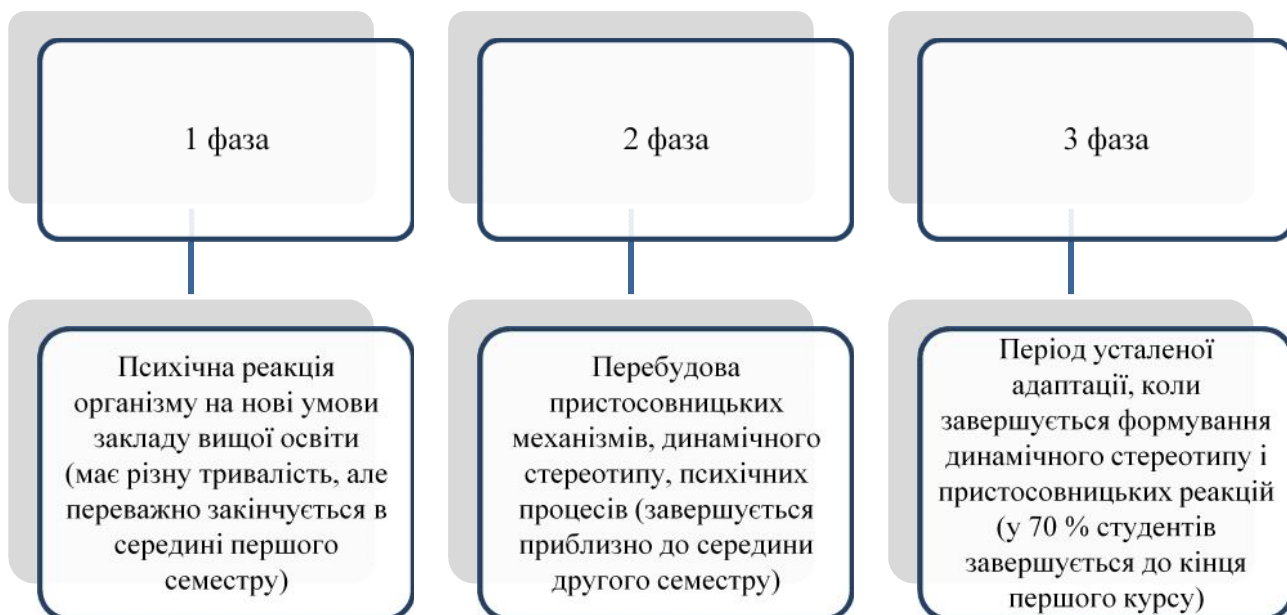 1 фаза
2 фаза
3 фаза
Психічна реакція
організму на нові умови
закладу вищої освіти
(має різну тривалість, але
переважно закінчується в
середині першого
семестру)
Перебудова
пристосовницьких
механізмів, динамічного
стереотипу, психічних
процесів (завершується
приблизно до середини
другого семестру)
Період усталеної
адаптації, коли
завершується формування
динамічного стереотипу і
пристосовницьких реакцій
(у 70 % студентів
завершується до кінця
першого курсу)